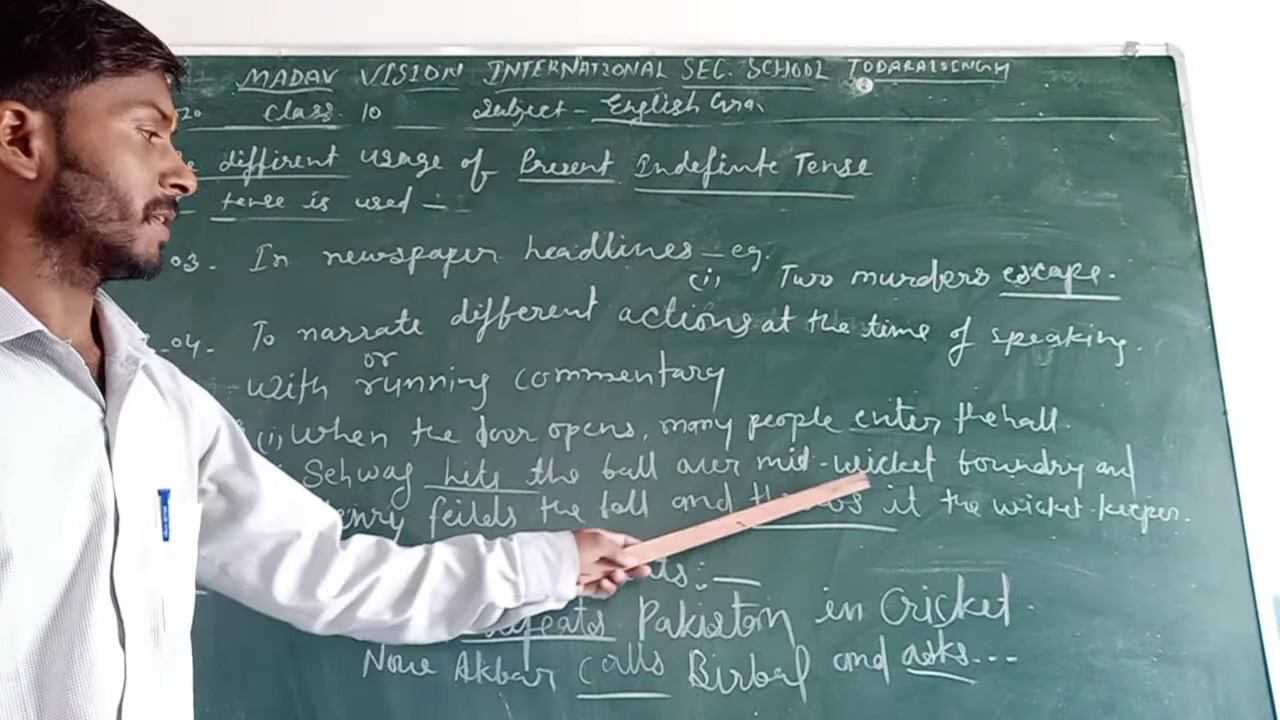 MADAV VISION INTERNATIONAL SEC. SCHOOL TODARAISINGH
20 Class. 10 Subject - English Gra.
diffirent usage of Present Indefinite Tense
tense is used :-
03. In newspaper headlines - eg.
(i) Two murders escape.
04. To narrate different actions at the time of speaking.
or
with running commentary
(i) When the door opens, many people enter the hall.
Sehwag hits the ball over mid-wicket boundry and
feilds the ball and it the wicket-keeper.
Pakistan in Cricket.
Now Akbar calls Birbal and asks...